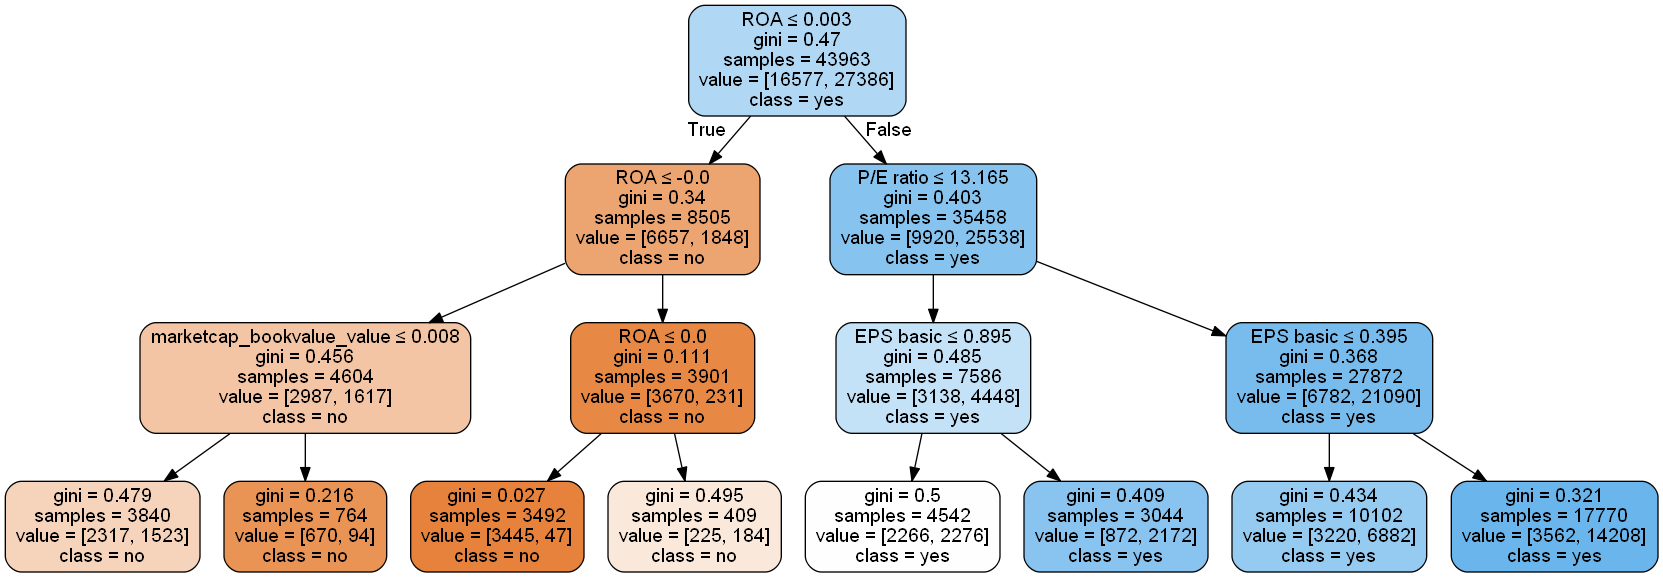 ROA ≤ 0.003
gini = 0.47
samples = 43963
value = [16577, 27386]
class = yes
True
False
ROA ≤ -0.0
gini = 0.34
samples = 8505
value = [6657, 1848]
class = no
P/E ratio ≤ 13.165
gini = 0.403
samples = 35458
value = [9920, 25538]
class = yes
marketcap_bookvalue_value ≤ 0.008
gini = 0.456
samples = 4604
value = [2987, 1617]
class = no
ROA ≤ 0.0
gini = 0.111
samples = 3901
value = [3670, 231]
class = no
EPS basic ≤ 0.895
gini = 0.485
samples = 7586
value = [3138, 4448]
class = yes
EPS basic ≤ 0.395
gini = 0.368
samples = 27872
value = [6782, 21090]
class = yes
gini = 0.479
samples = 3840
value = [2317, 1523]
class = no
gini = 0.216
samples = 764
value = [670, 94]
class = no
gini = 0.027
samples = 3492
value = [3445, 47]
class = no
gini = 0.495
samples = 409
value = [225, 184]
class = no
gini = 0.5
samples = 4542
value = [2266, 2276]
class = yes
gini = 0.409
samples = 3044
value = [872, 2172]
class = yes
gini = 0.434
samples = 10102
value = [3220, 6882]
class = yes
gini = 0.321
samples = 17770
value = [3562, 14208]
class = yes